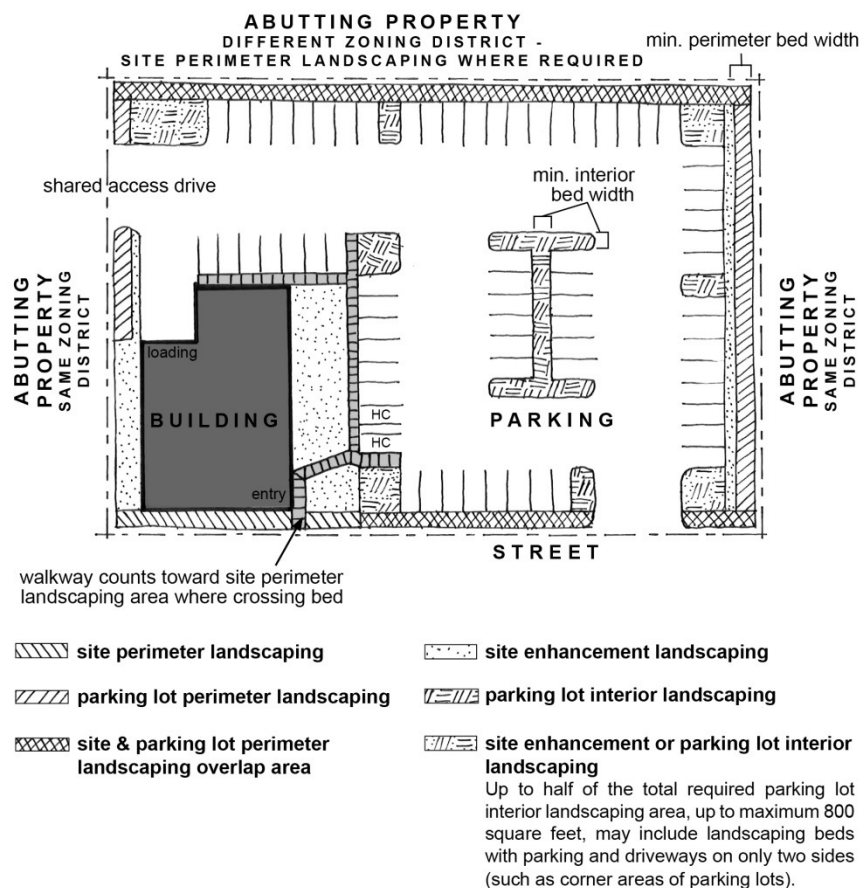 ABUTTING PROPERTY
DIFFERENT ZONING DISTRICT -
SITE PERIMETER LANDSCAPING WHERE REQUIRED
min. perimeter bed width
shared access drive
min. interior
bed width
ABUTTING
PROPERTY
SAME ZONING
DISTRICT
loading
BUILDING
entry
HC
HC
PARKING
ABUTTING
PROPERTY
SAME ZONING
DISTRICT
STREET
walkway counts toward site perimeter
landscaping area where crossing bed
site perimeter landscaping
parking lot perimeter landscaping
site & parking lot perimeter
landscaping overlap area
site enhancement landscaping
parking lot interior landscaping
site enhancement or parking lot interior
landscaping
Up to half of the total required parking lot
interior landscaping area, up to maximum 800
square feet, may include landscaping beds
with parking and driveways on only two sides
(such as corner areas of parking lots).